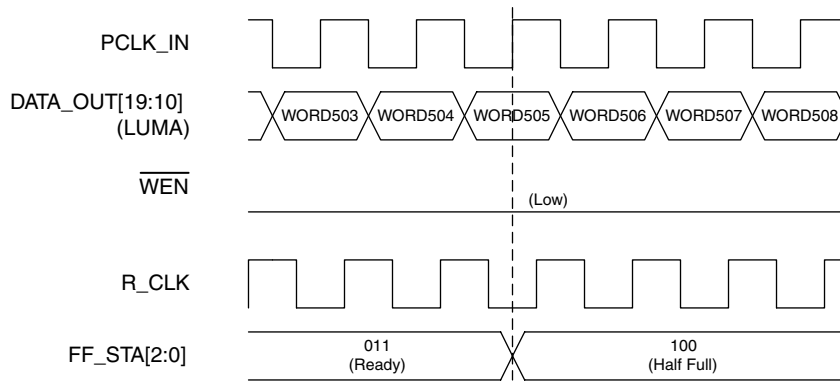 PCLK_IN
DATA_OUT[19:10]
(LUMA)
WORD503 WORD504 WORD505 WORD506 WORD507 WORD508
WEN
(Low)
R_CLK
FF_STA[2:0]
011
(Ready)
100
(Half Full)